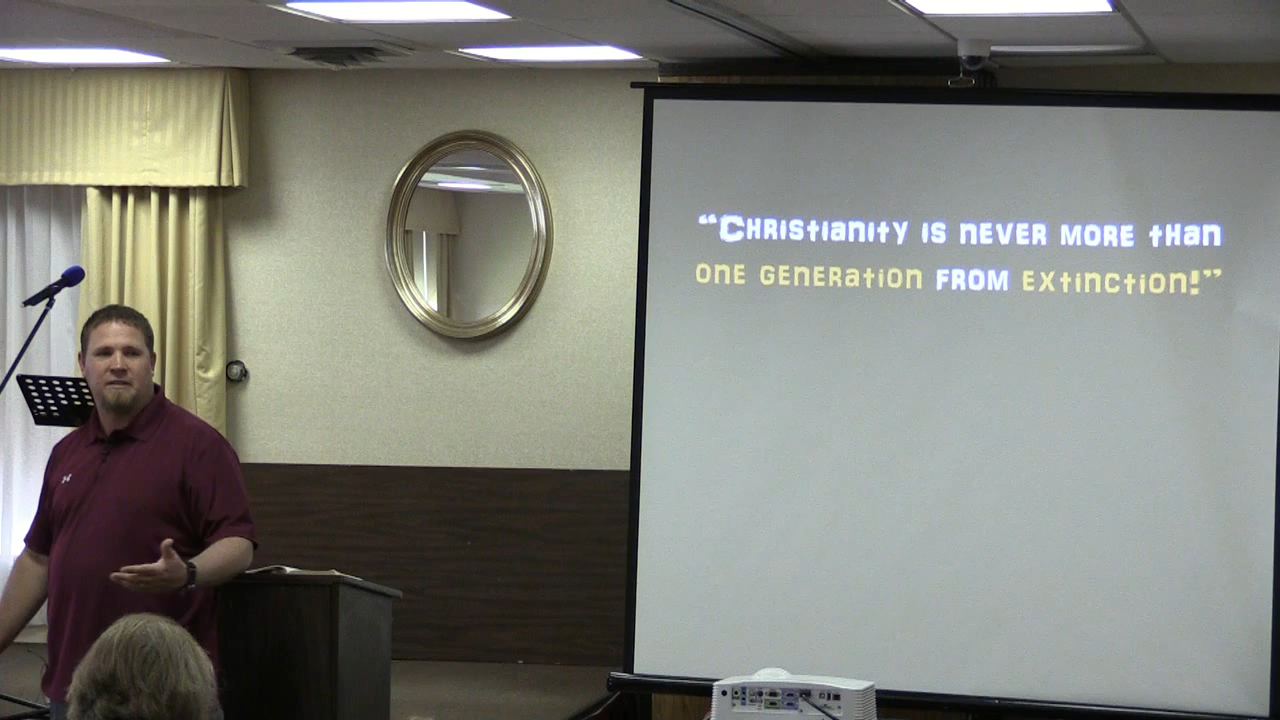 “Christianity is never more than
one generation from extinction!”